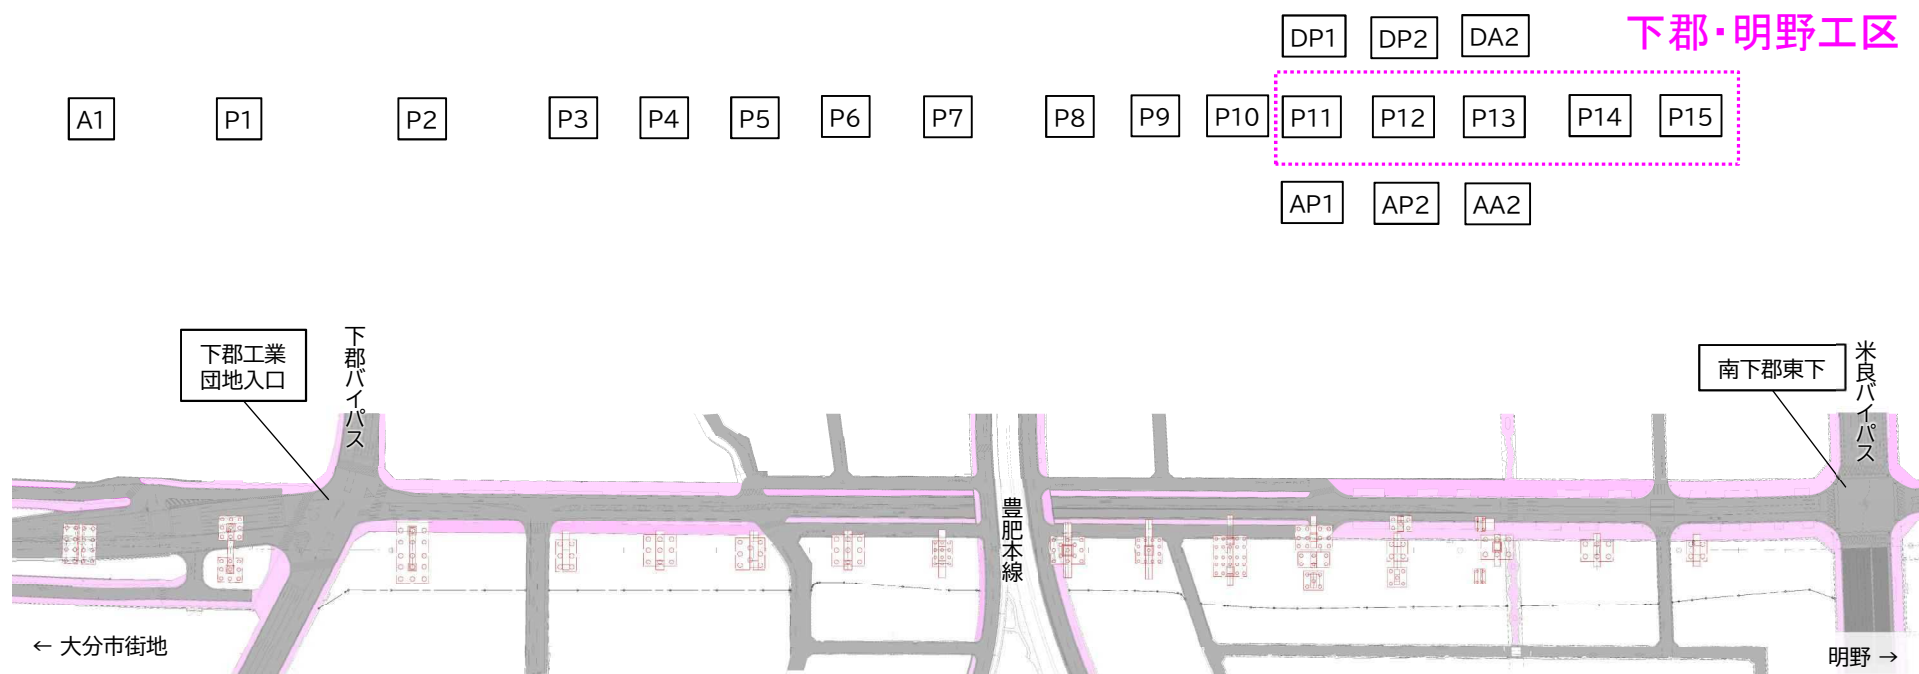 下郡・明野工区
DP1
DP2
DA2
A1
P1
P2
P3
P4
P5
P6
P7
P8
P9
P10
P11
P12
P13
P14
P15
AP1
AP2
AA2
下郡工業
団地入口
下郡バイパス
豊肥本線
南下郡東下
米良バイパス
← 大分市街地
明野 →